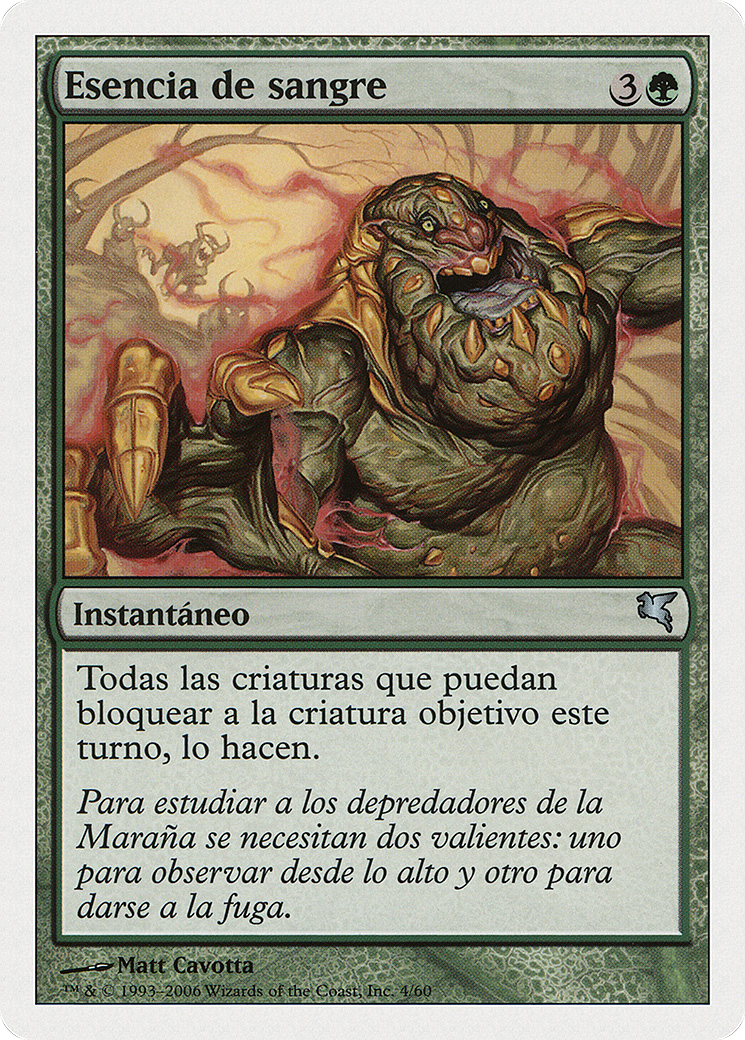 Esencia de sangre 3
Instantáneo
Todas las criaturas que puedan
bloquear a la criatura objetivo este
turno, lo hacen.
Para estudiar a los depredadores de la
Maraña se necesitan dos valientes: uno
para observar desde lo alto y otro para
darse a la fuga.
Matt Cavotta
™ & © 1993–2006 Wizards of the Coast, Inc. 4/60